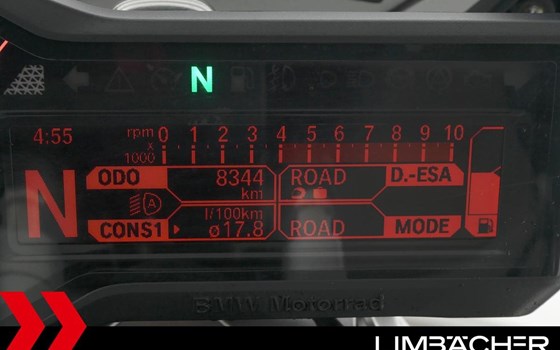 N
4:55 rpm 0 1 2 3 4 5 6 7 8 9 10
x
1000
N
ODO 8344 ROAD D.-ESA
km
A
l/100km
CONS1 ø17.8 ROAD MODE
BMW Motorrad
LIMBÄCHER